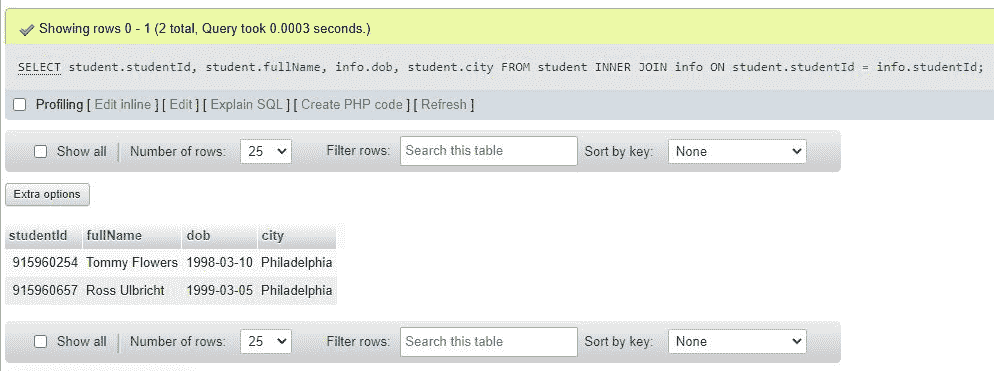 Showing rows 0 - 1 (2 total, Query took 0.0003 seconds.)
SELECT student.studentId, student.fullName, info.dob, student.city FROM student INNER JOIN info ON student.studentId = info.studentId;
Profiling [ Edit inline ] [ Edit ] [ Explain SQL ] [ Create PHP code ] [ Refresh ]
Show all Number of rows: 25 Filter rows: Search this table Sort by key: None
Extra options
studentId fullName dob city
915960254 Tommy Flowers 1998-03-10 Philadelphia
915960657 Ross Ulbricht 1999-03-05 Philadelphia
Show all Number of rows: 25 Filter rows: Search this table Sort by key: None